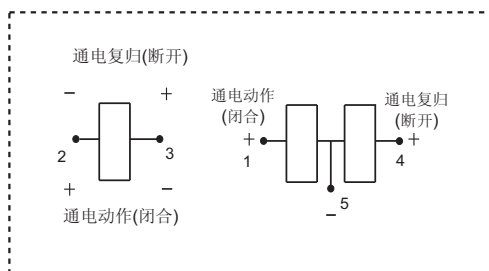 通电复归(断开)
− +
2 3
+ −
通电动作(闭合)
通电动作
(闭合)
+
1
通电复归
(断开)
+
4
5
−